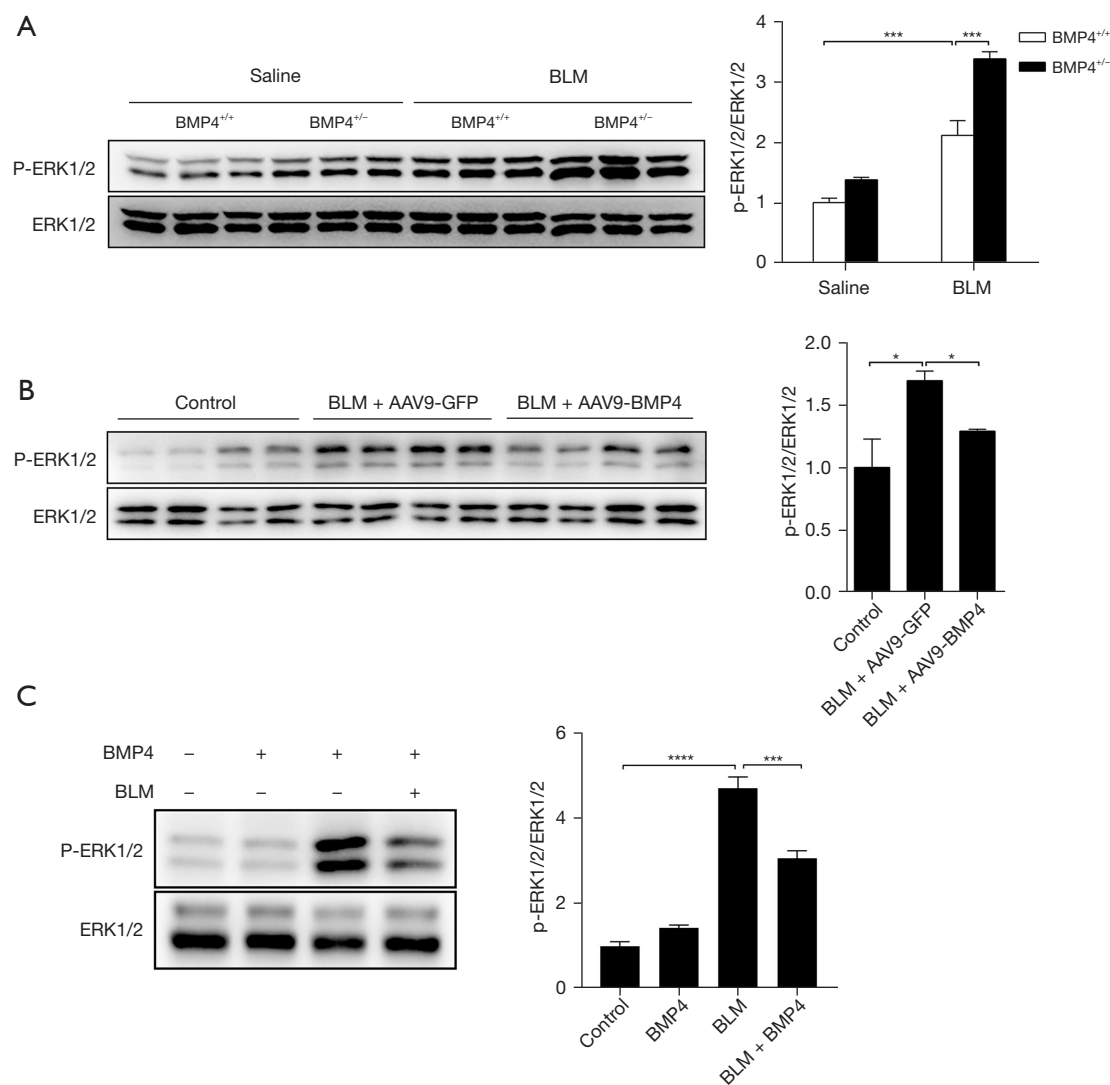 A
Saline BLM
BMP4+/+ BMP4+/− BMP4+/+ BMP4+/−
P-ERK1/2
ERK1/2
p-ERK1/2/ERK1/2
4
3
2
1
0
*** ***
BMP4+/+
BMP4+/−
Saline BLM
B
Control BLM + AAV9-GFP BLM + AAV9-BMP4
P-ERK1/2
ERK1/2
p-ERK1/2/ERK1/2
2.0
1.5
1.0
0.5
0.0
* *
Control
BLM + AAV9-GFP
BLM + AAV9-BMP4
C
BMP4 − + + +
BLM − − − +
P-ERK1/2
ERK1/2
p-ERK1/2/ERK1/2
6
4
2
0
**** ***
Control
BMP4
BLM
BLM + BMP4